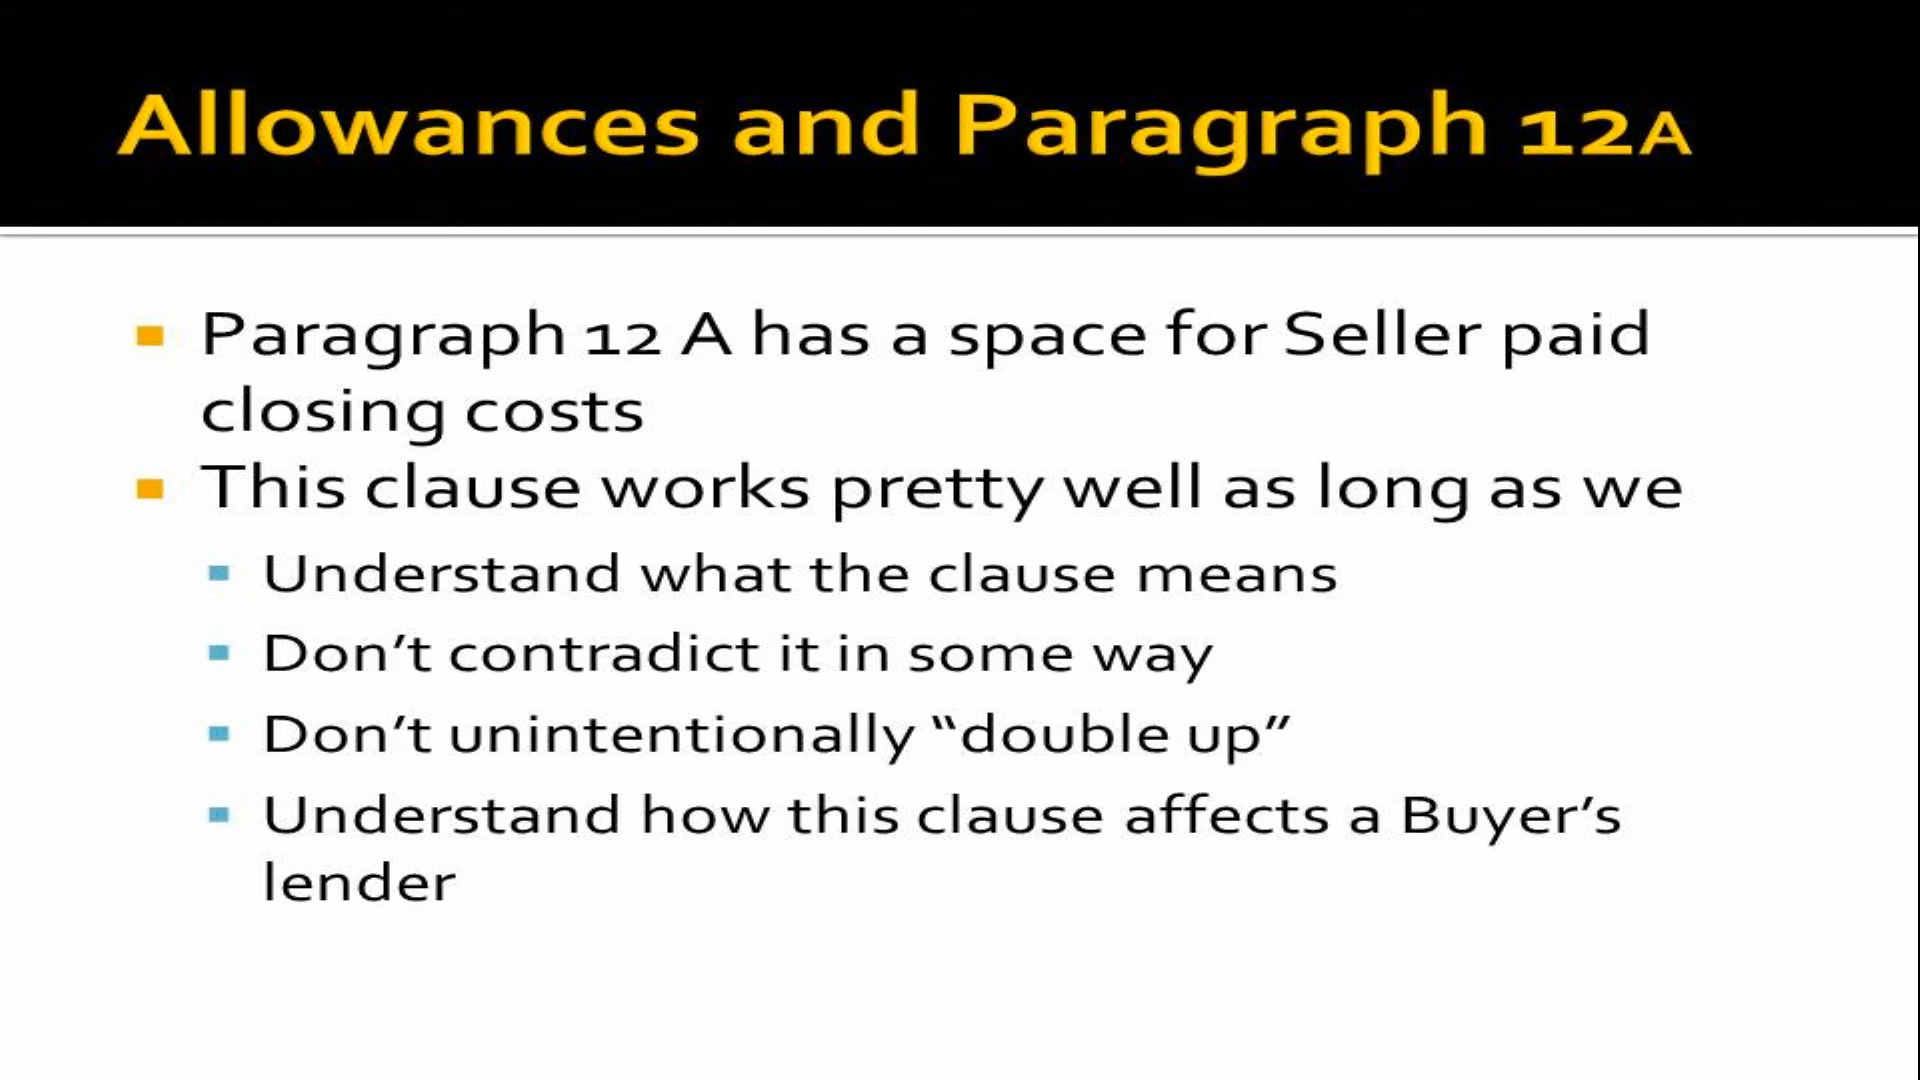 Allowances and Paragraph 12A
Paragraph 12 A has a space for Seller paid
closing costs
This clause works pretty well as long as we
Understand what the clause means
Don’t contradict it in some way
Don’t unintentionally “double up”
Understand how this clause affects a Buyer’s
lender